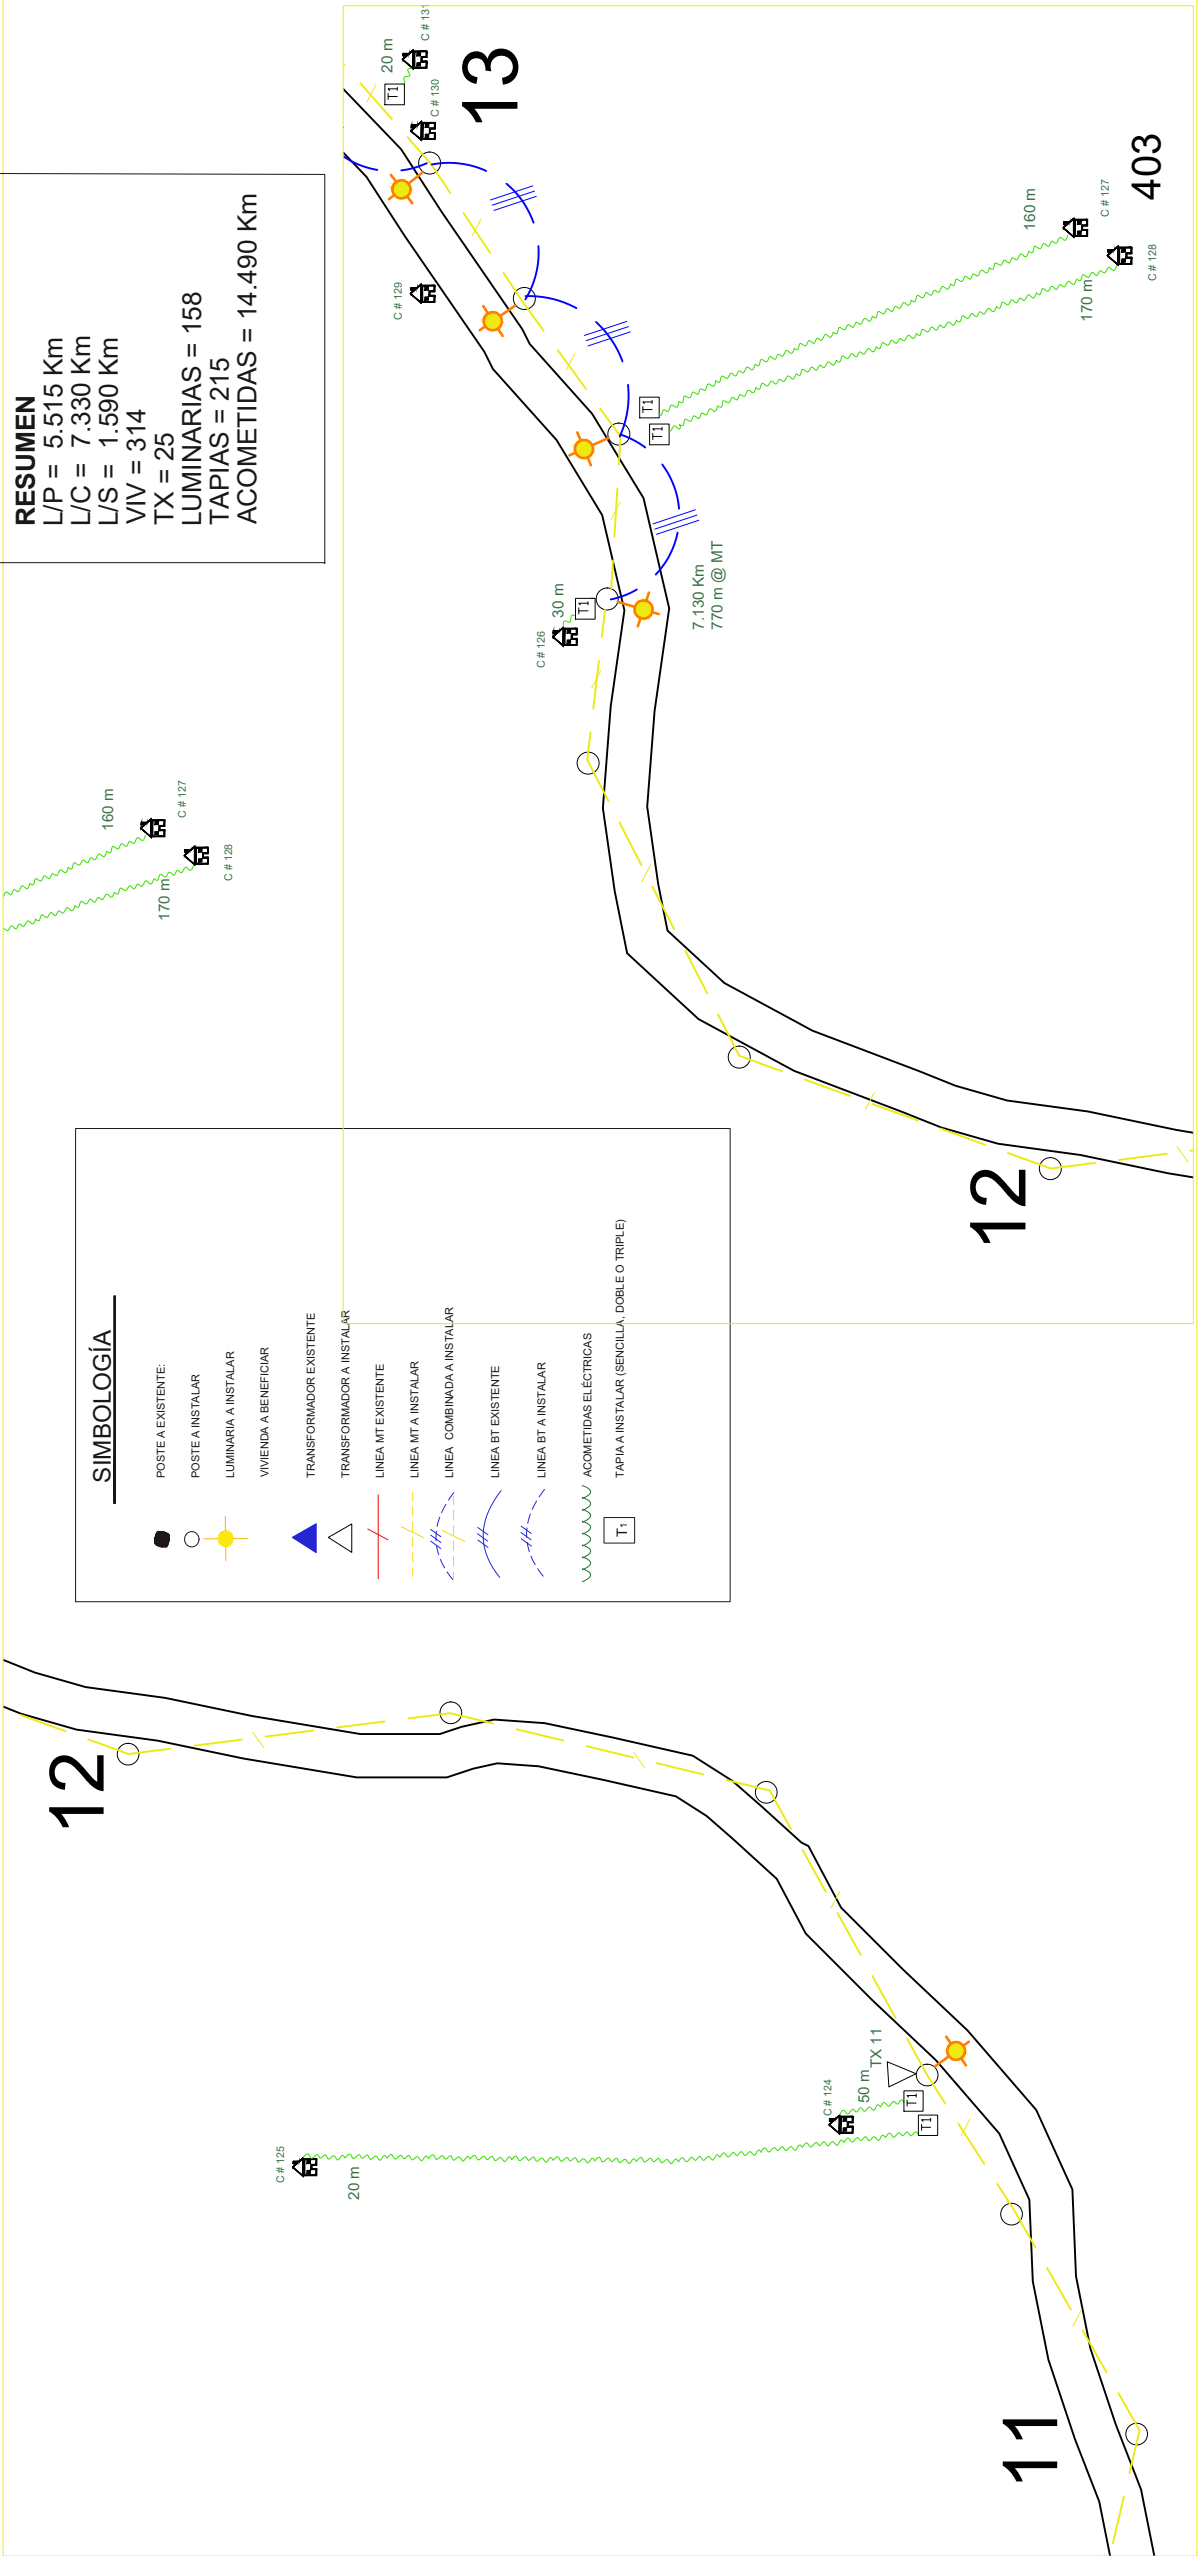 RESUMEN
L/P = 5.515 Km
L/C = 7.330 Km
L/S = 1.590 Km
VIV = 314
TX = 25
LUMINARIAS = 158
TAPIAS = 215
ACOMETIDAS = 14.490 Km
SIMBOLOGÍA
POSTE A EXISTENTE:
POSTE A INSTALAR
LUMINARIA A INSTALAR
VIVIENDA A BENEFICIAR
TRANSFORMADOR EXISTENTE
TRANSFORMADOR A INSTALAR
LINEA MT EXISTENTE
LINEA MT A INSTALAR
LINEA COMBINADA A INSTALAR
LINEA BT EXISTENTE
LINEA BT A INSTALAR
ACOMETIDAS ELÉCTRICAS
T1
TAPIA A INSTALAR (SENCILLA, DOBLE O TRIPLE)
160 m
C # 127
170 m
C # 128
12
C # 125
20 m
C # 124
50 m
TX 11
T1
T1
11
20 m
C # 131
T1
C # 130
13
C # 129
T1
T1
30 m
T1
C # 126
7.130 Km
770 m @ MT
160 m
C # 127
170 m
C # 128
403
12